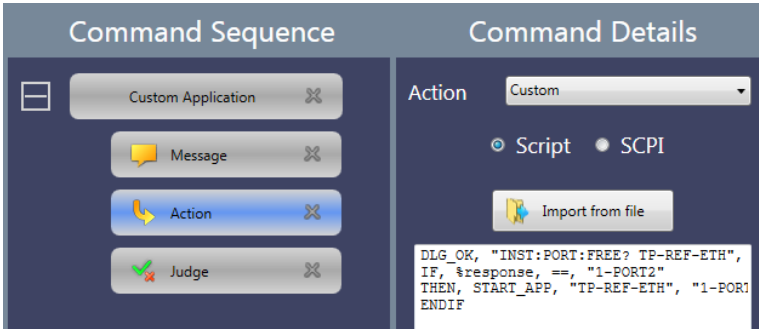 Command Sequence
Custom Application
Message
Action
Judge
Command Details
Action Custom
Script SCPI
Import from file
DLG_OK, "INST:PORT:FREE? TP-REF-ETH",
IF, %response, ==, "1-PORT2"
THEN, START_APP, "TP-REF-ETH", "1-PORT
ENDIF